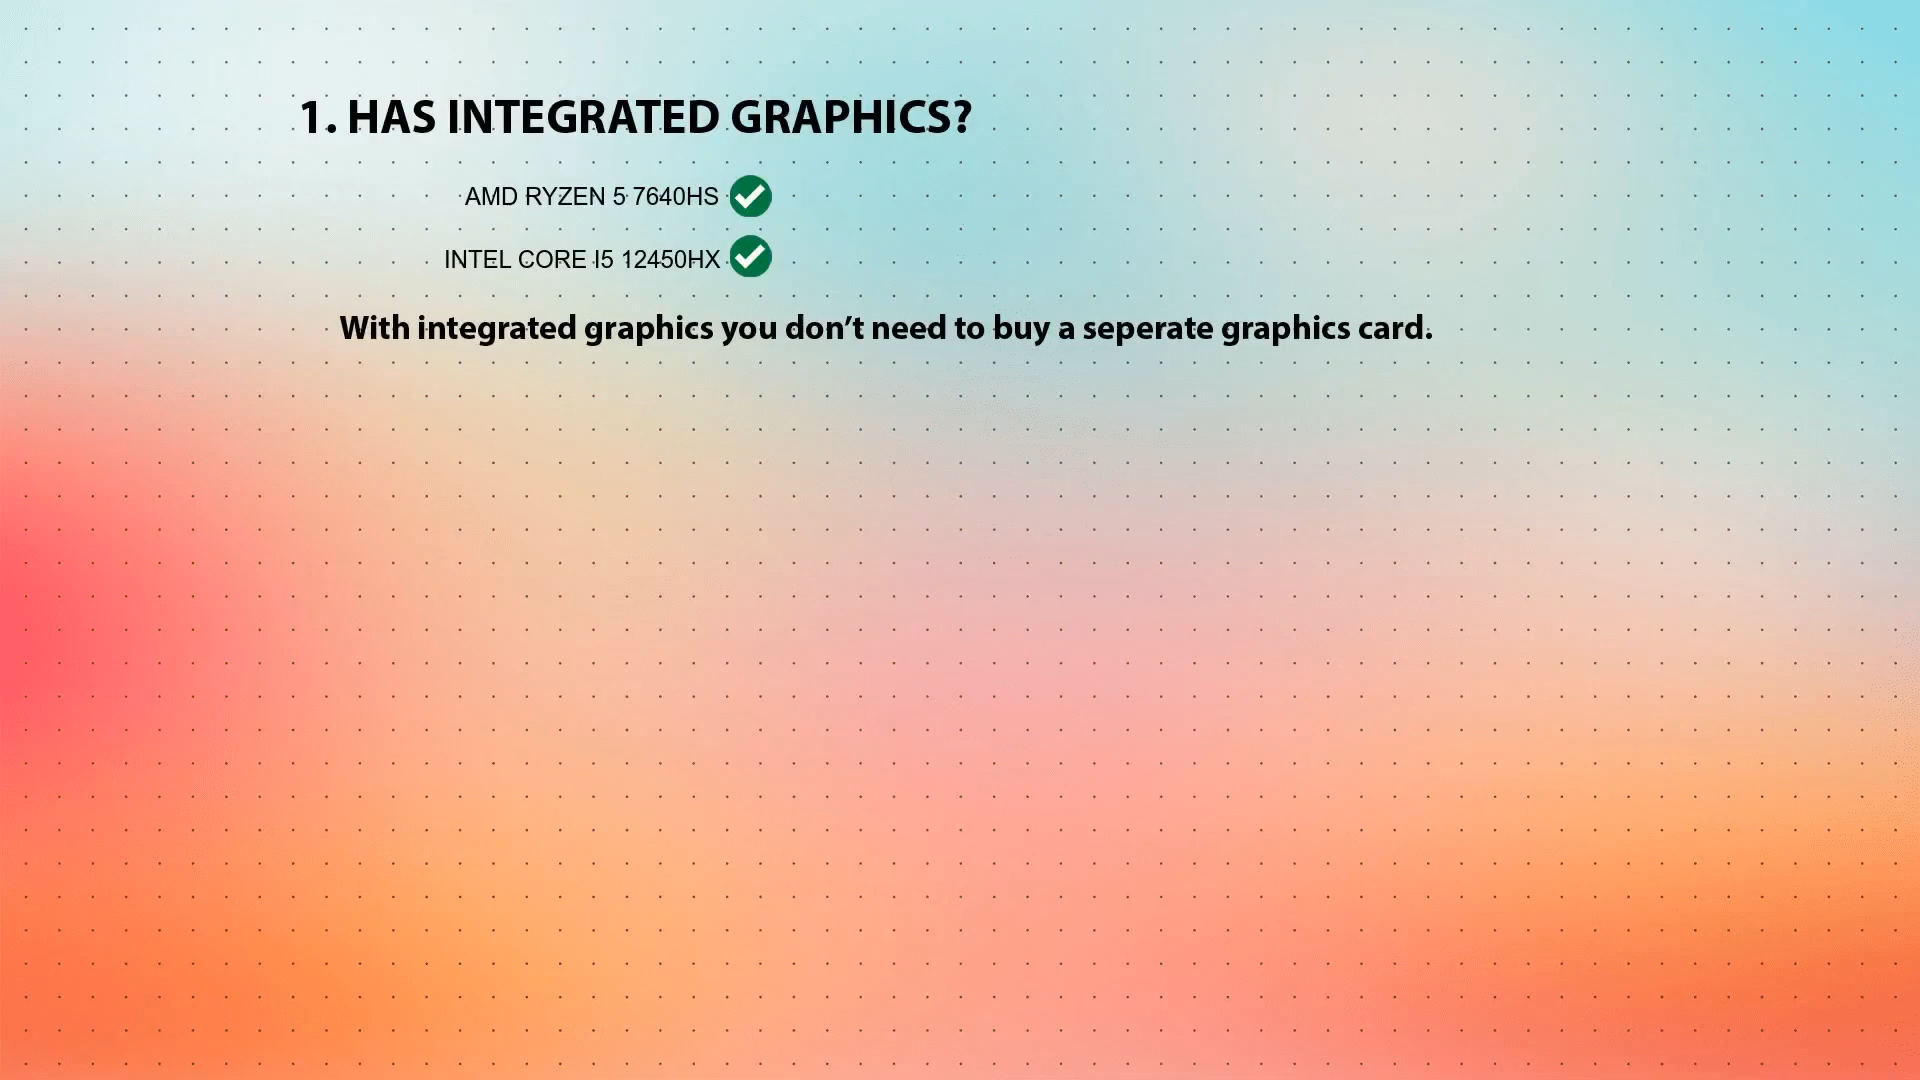 1. HAS INTEGRATED GRAPHICS?
AMD RYZEN 5 7640HS
INTEL CORE I5 12450HX
With integrated graphics you don’t need to buy a seperate graphics card.